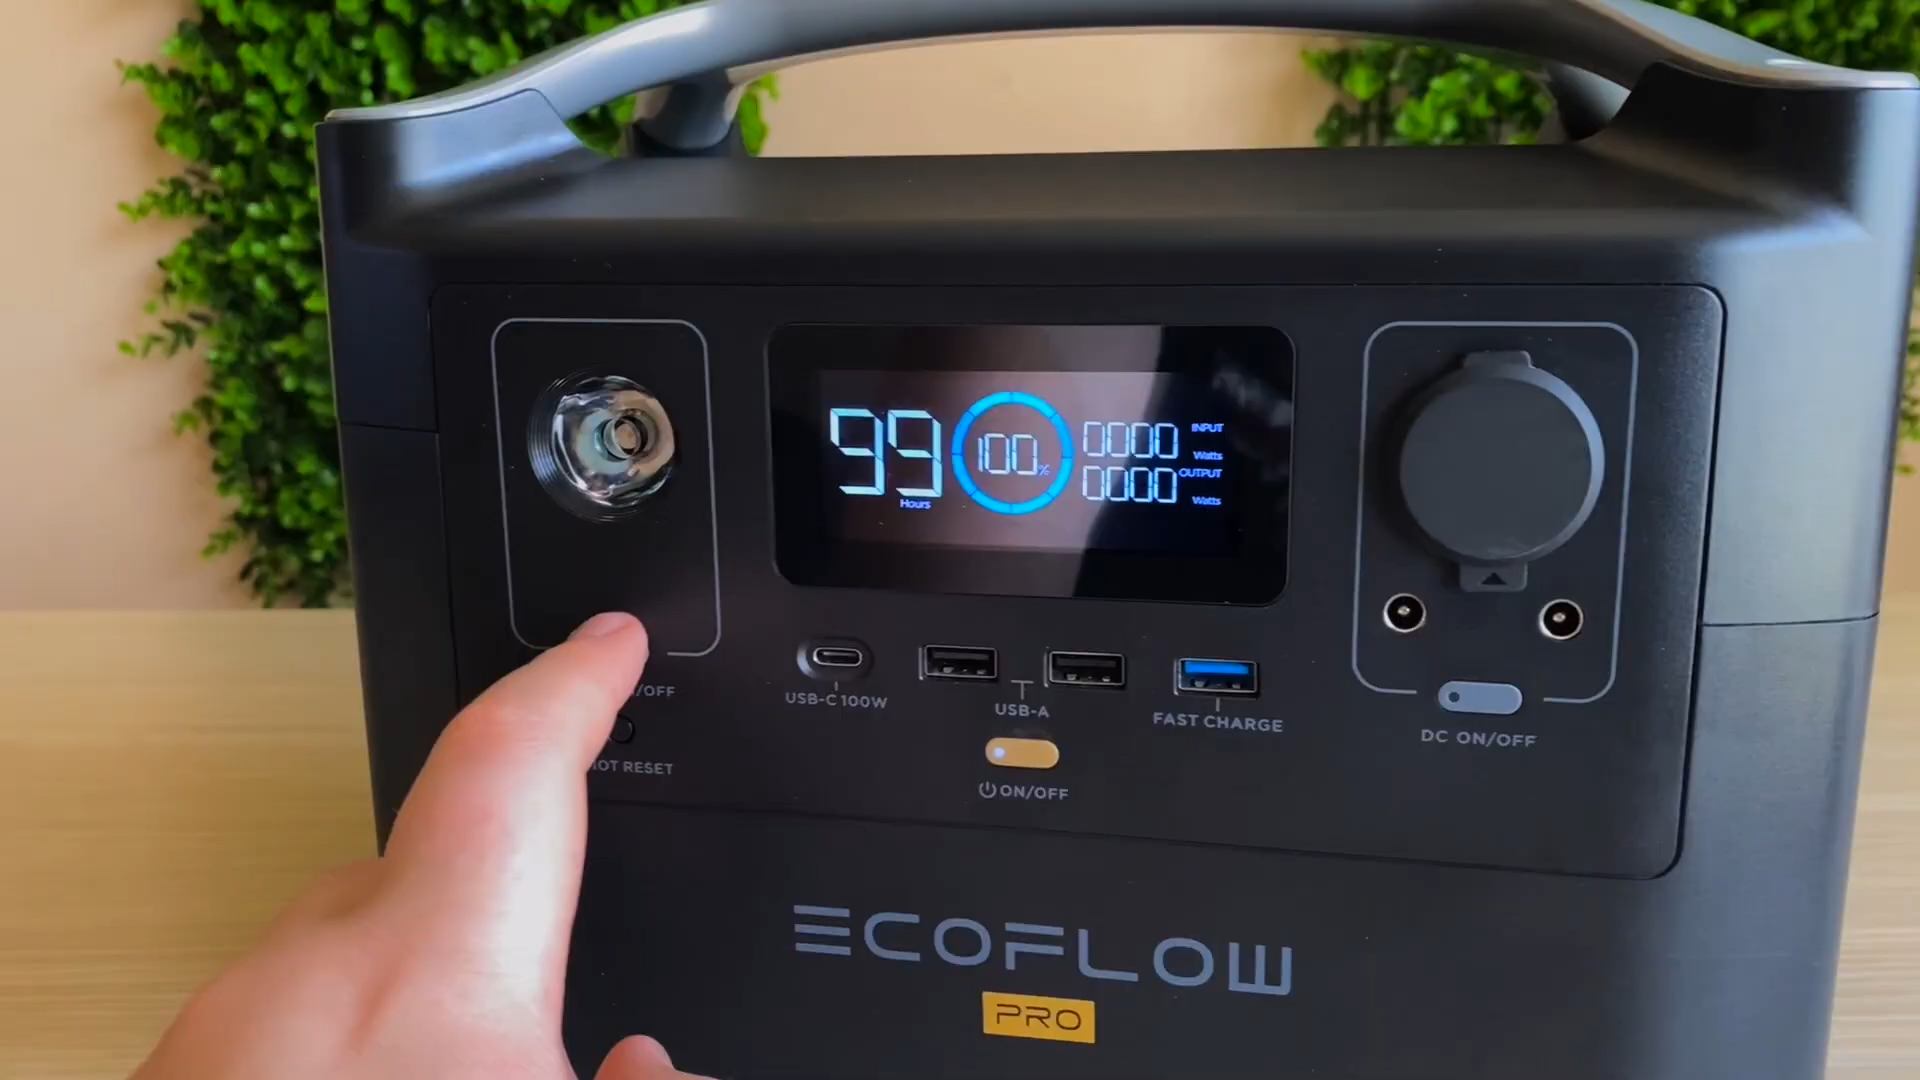 99
Hours
100%
0000 INPUT
Watts
0000 OUTPUT
Watts
/OFF
OT RESET
USB-C 100W
USB-A
FAST CHARGE
DC ON/OFF
ON/OFF
ECOFLOW
PRO